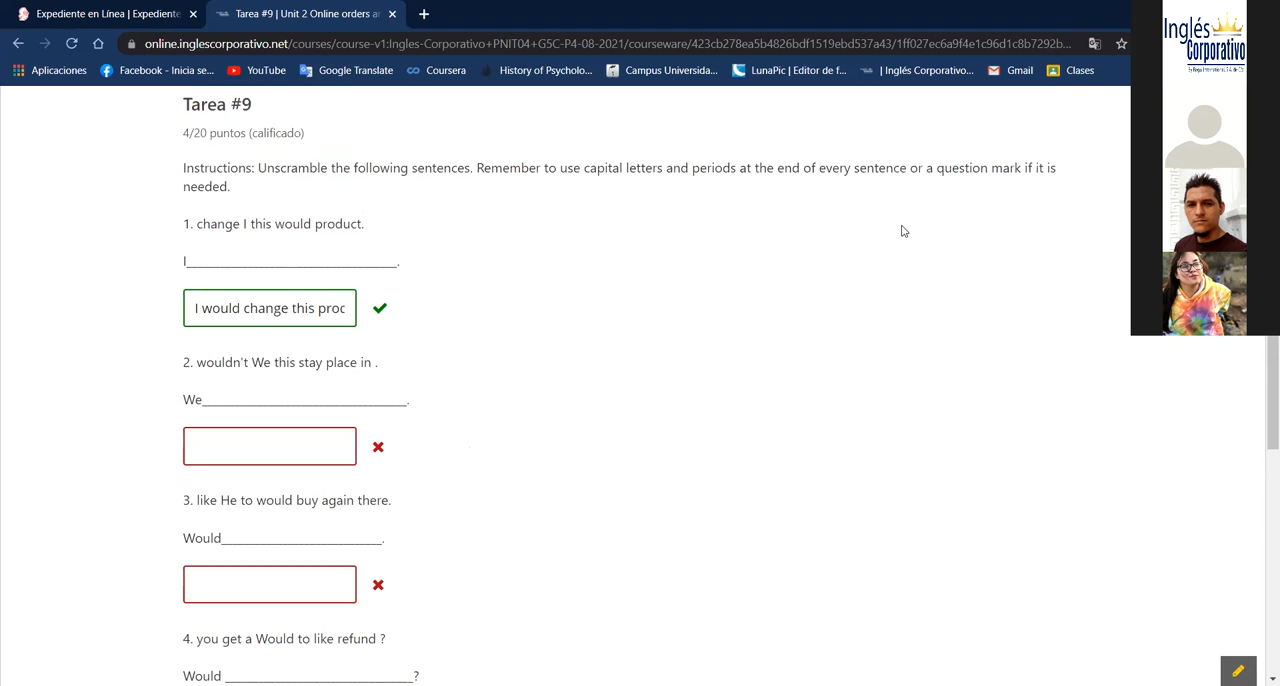 Expediente en Línea | Expediente
Tarea #9 | Unit 2 Online orders ar
online.inglescorporativo.net/courses/course-v1:Ingles-Corporativo+PNIT04+G5C-P4-08-2021/courseware/423cb278ea5b4826bdf1519ebd537a43/1ff027ec6a9f4e1c96d1c8b7292b...
Aplicaciones
Facebook - Inicia se...
YouTube
Google Translate
Coursera
History of Psycholo...
Campus Universida...
LunaPic | Editor de f...
| Inglés Corporativo...
Gmail
Clases
Inglés
Corporativo
Tarea #9
4/20 puntos (calificado)
Instructions: Unscramble the following sentences. Remember to use capital letters and periods at the end of every sentence or a question mark if it is
needed.
1. change I this would product.
I______________________________.
I would change this proc
2. wouldn't We this stay place in .
We_____________________________.
3. like He to would buy again there.
Would_______________________.
4. you get a Would to like refund ?
Would ___________________________?